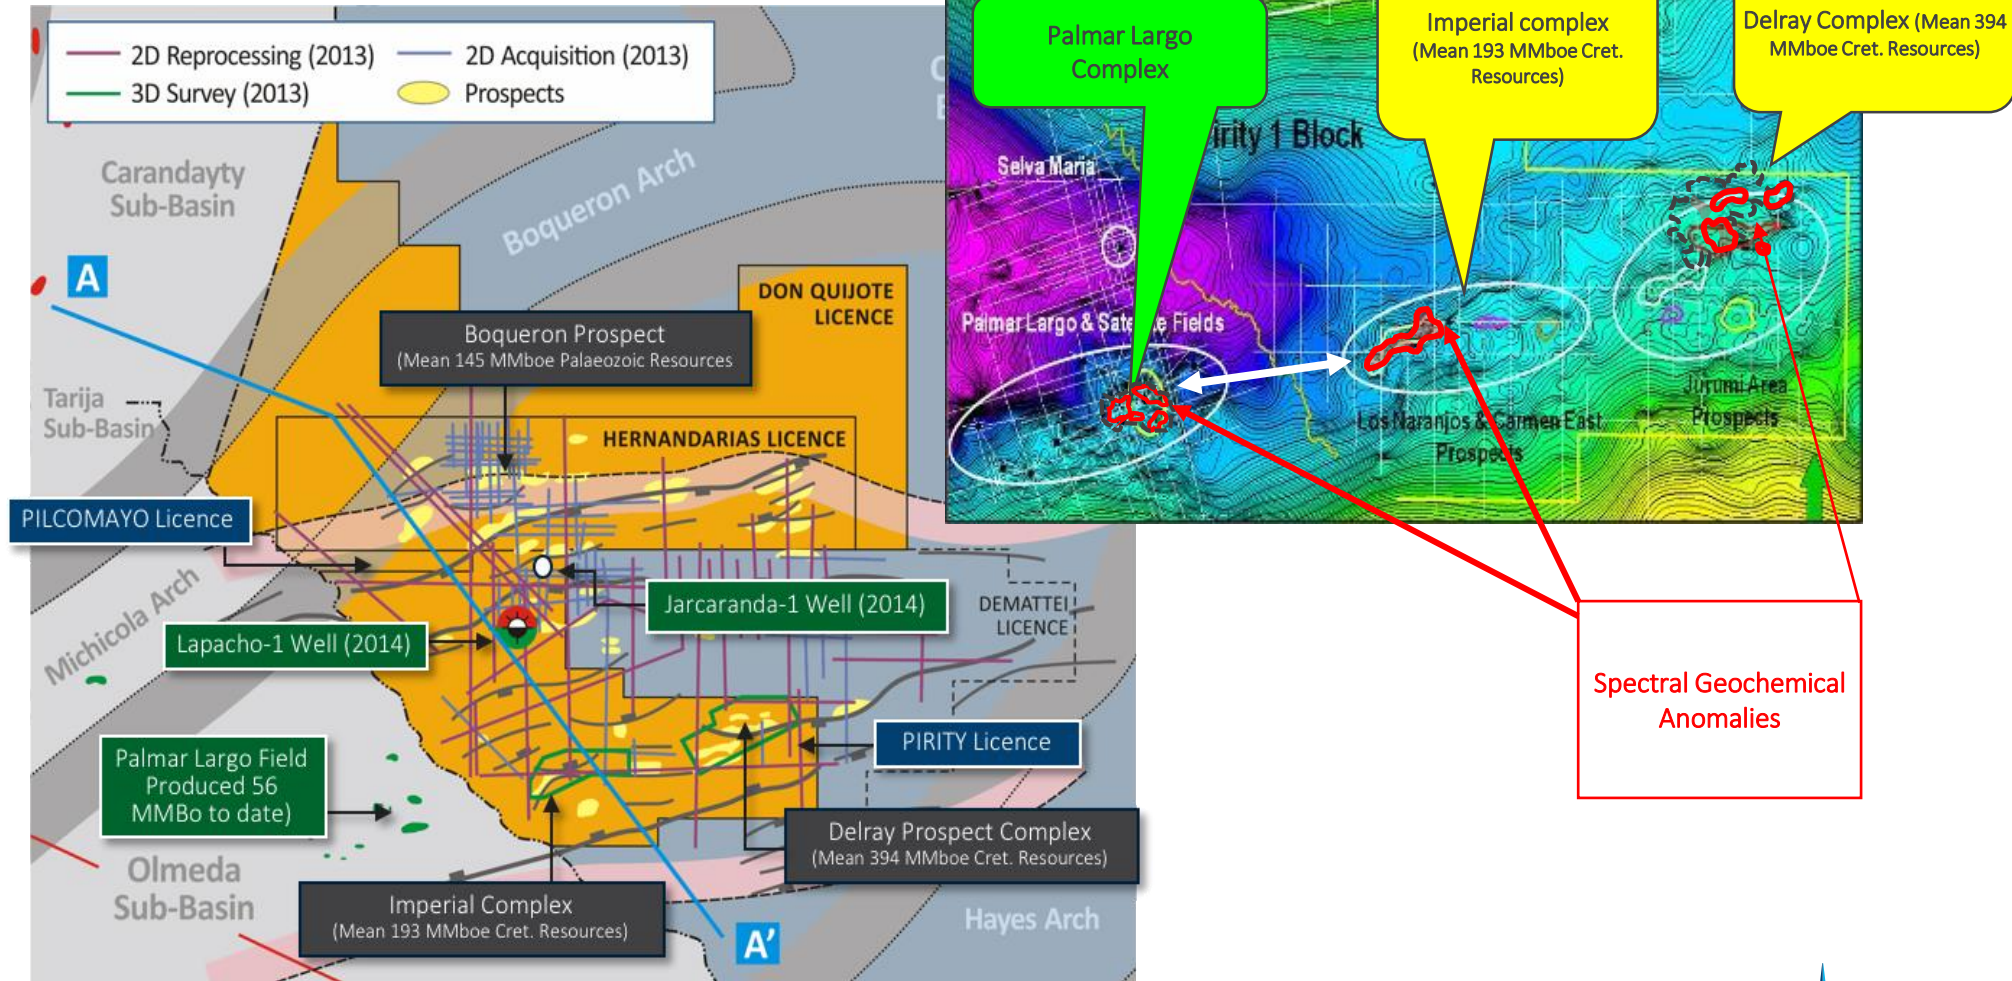 2D Reprocessing (2013)
2D Acquisition (2013)
3D Survey (2013)
Prospects
Carandayty
Sub-Basin
Boqueron Arch
A
DON QUIJOTE
LICENCE
Boqueron Prospect
(Mean 145 MMboe Palaeozoic Resources
Tarija
Sub-Basin
HERNANDARIAS LICENCE
PILCOMAYO Licence
Michicola Arch
Jarcaranda-1 Well (2014)
DEMATTEI
LICENCE
Lapacho-1 Well (2014)
PIRITY Licence
Palmar Largo Field
Produced 56
MMBo to date)
Delray Prospect Complex
(Mean 394 MMboe Cret. Resources)
Olmeda
Sub-Basin
Imperial Complex
(Mean 193 MMboe Cret. Resources)
A'
Hayes Arch
Palmar Largo
Complex
Imperial complex
(Mean 193 MMboe Cret.
Resources)
Delray Complex (Mean 394
MMboe Cret. Resources)
irity 1 Block
Selva Maria
Palmar Largo & Sate e Fields
Los Naranjos & Carmen East
Prospects
Jurumi Area
Prospects
Spectral Geochemical
Anomalies